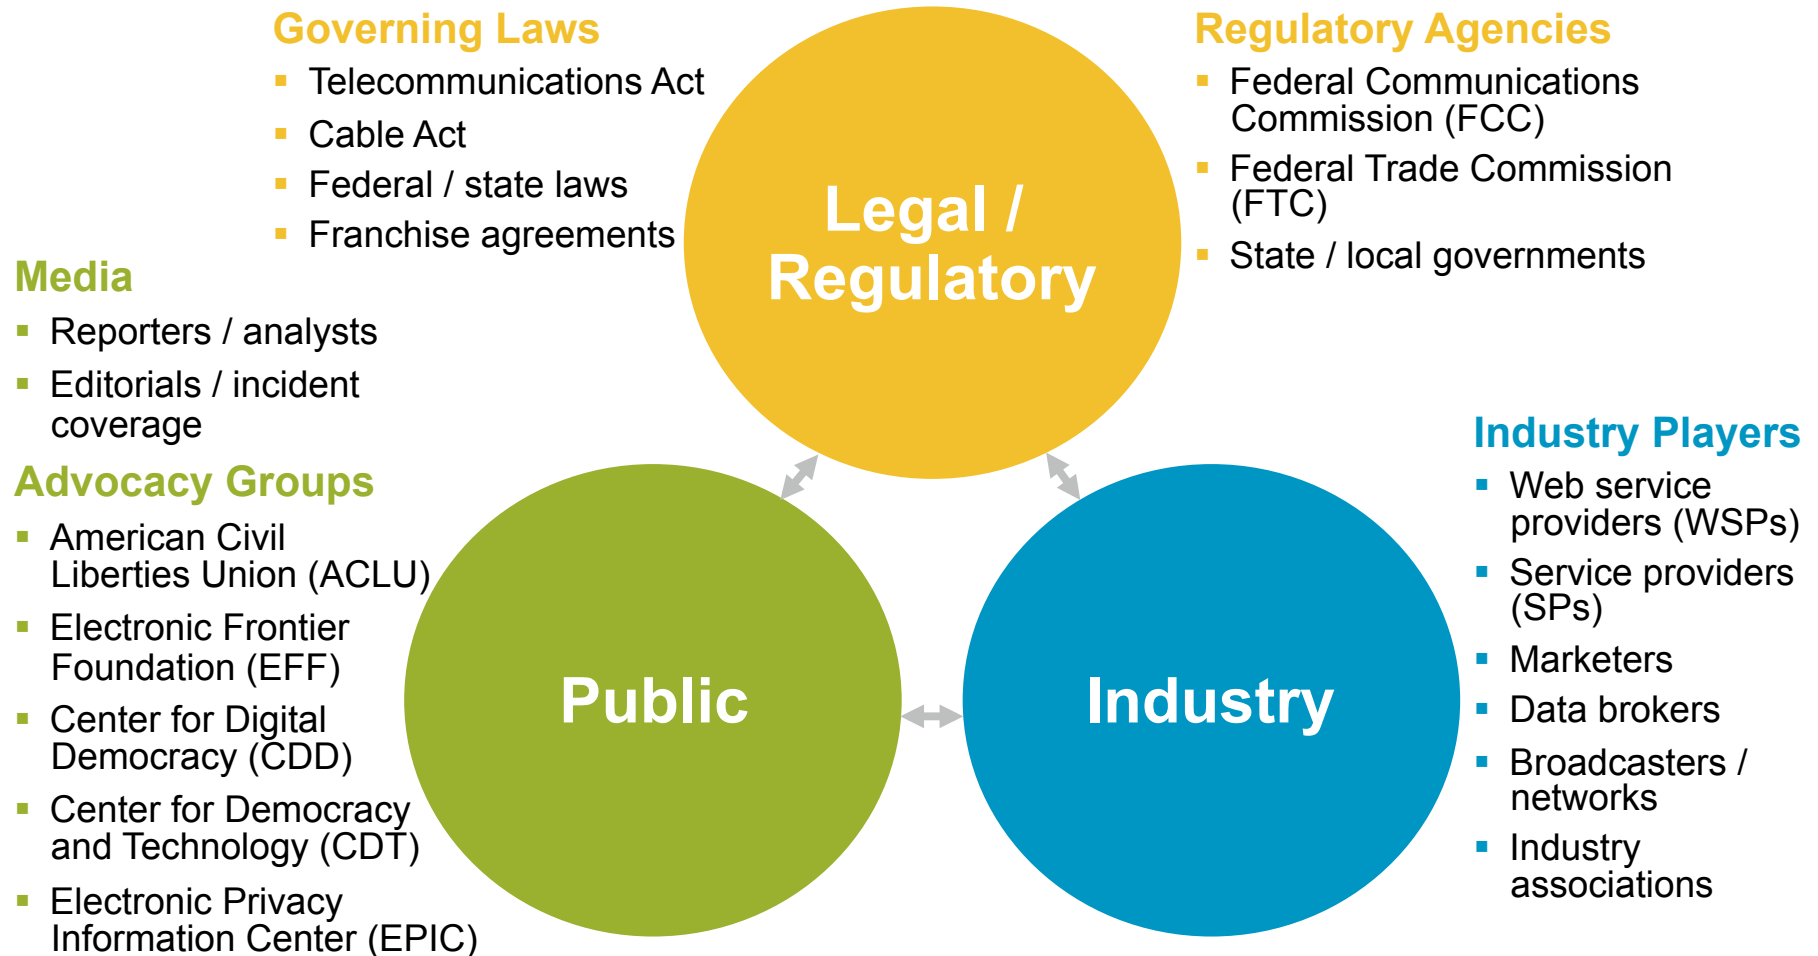 Governing Laws
▪ Telecommunications Act
▪ Cable Act
▪ Federal / state laws
▪ Franchise agreements
Legal /
Regulatory
Regulatory Agencies
▪ Federal Communications
Commission (FCC)
▪ Federal Trade Commission
(FTC)
▪ State / local governments
Media
▪ Reporters / analysts
▪ Editorials / incident
coverage
Advocacy Groups
▪ American Civil
Liberties Union (ACLU)
▪ Electronic Frontier
Foundation (EFF)
▪ Center for Digital
Democracy (CDD)
▪ Center for Democracy
and Technology (CDT)
▪ Electronic Privacy
Information Center (EPIC)
Public
Industry
Industry Players
▪ Web service
providers (WSPs)
▪ Service providers
(SPs)
▪ Marketers
▪ Data brokers
▪ Broadcasters /
networks
▪ Industry
associations